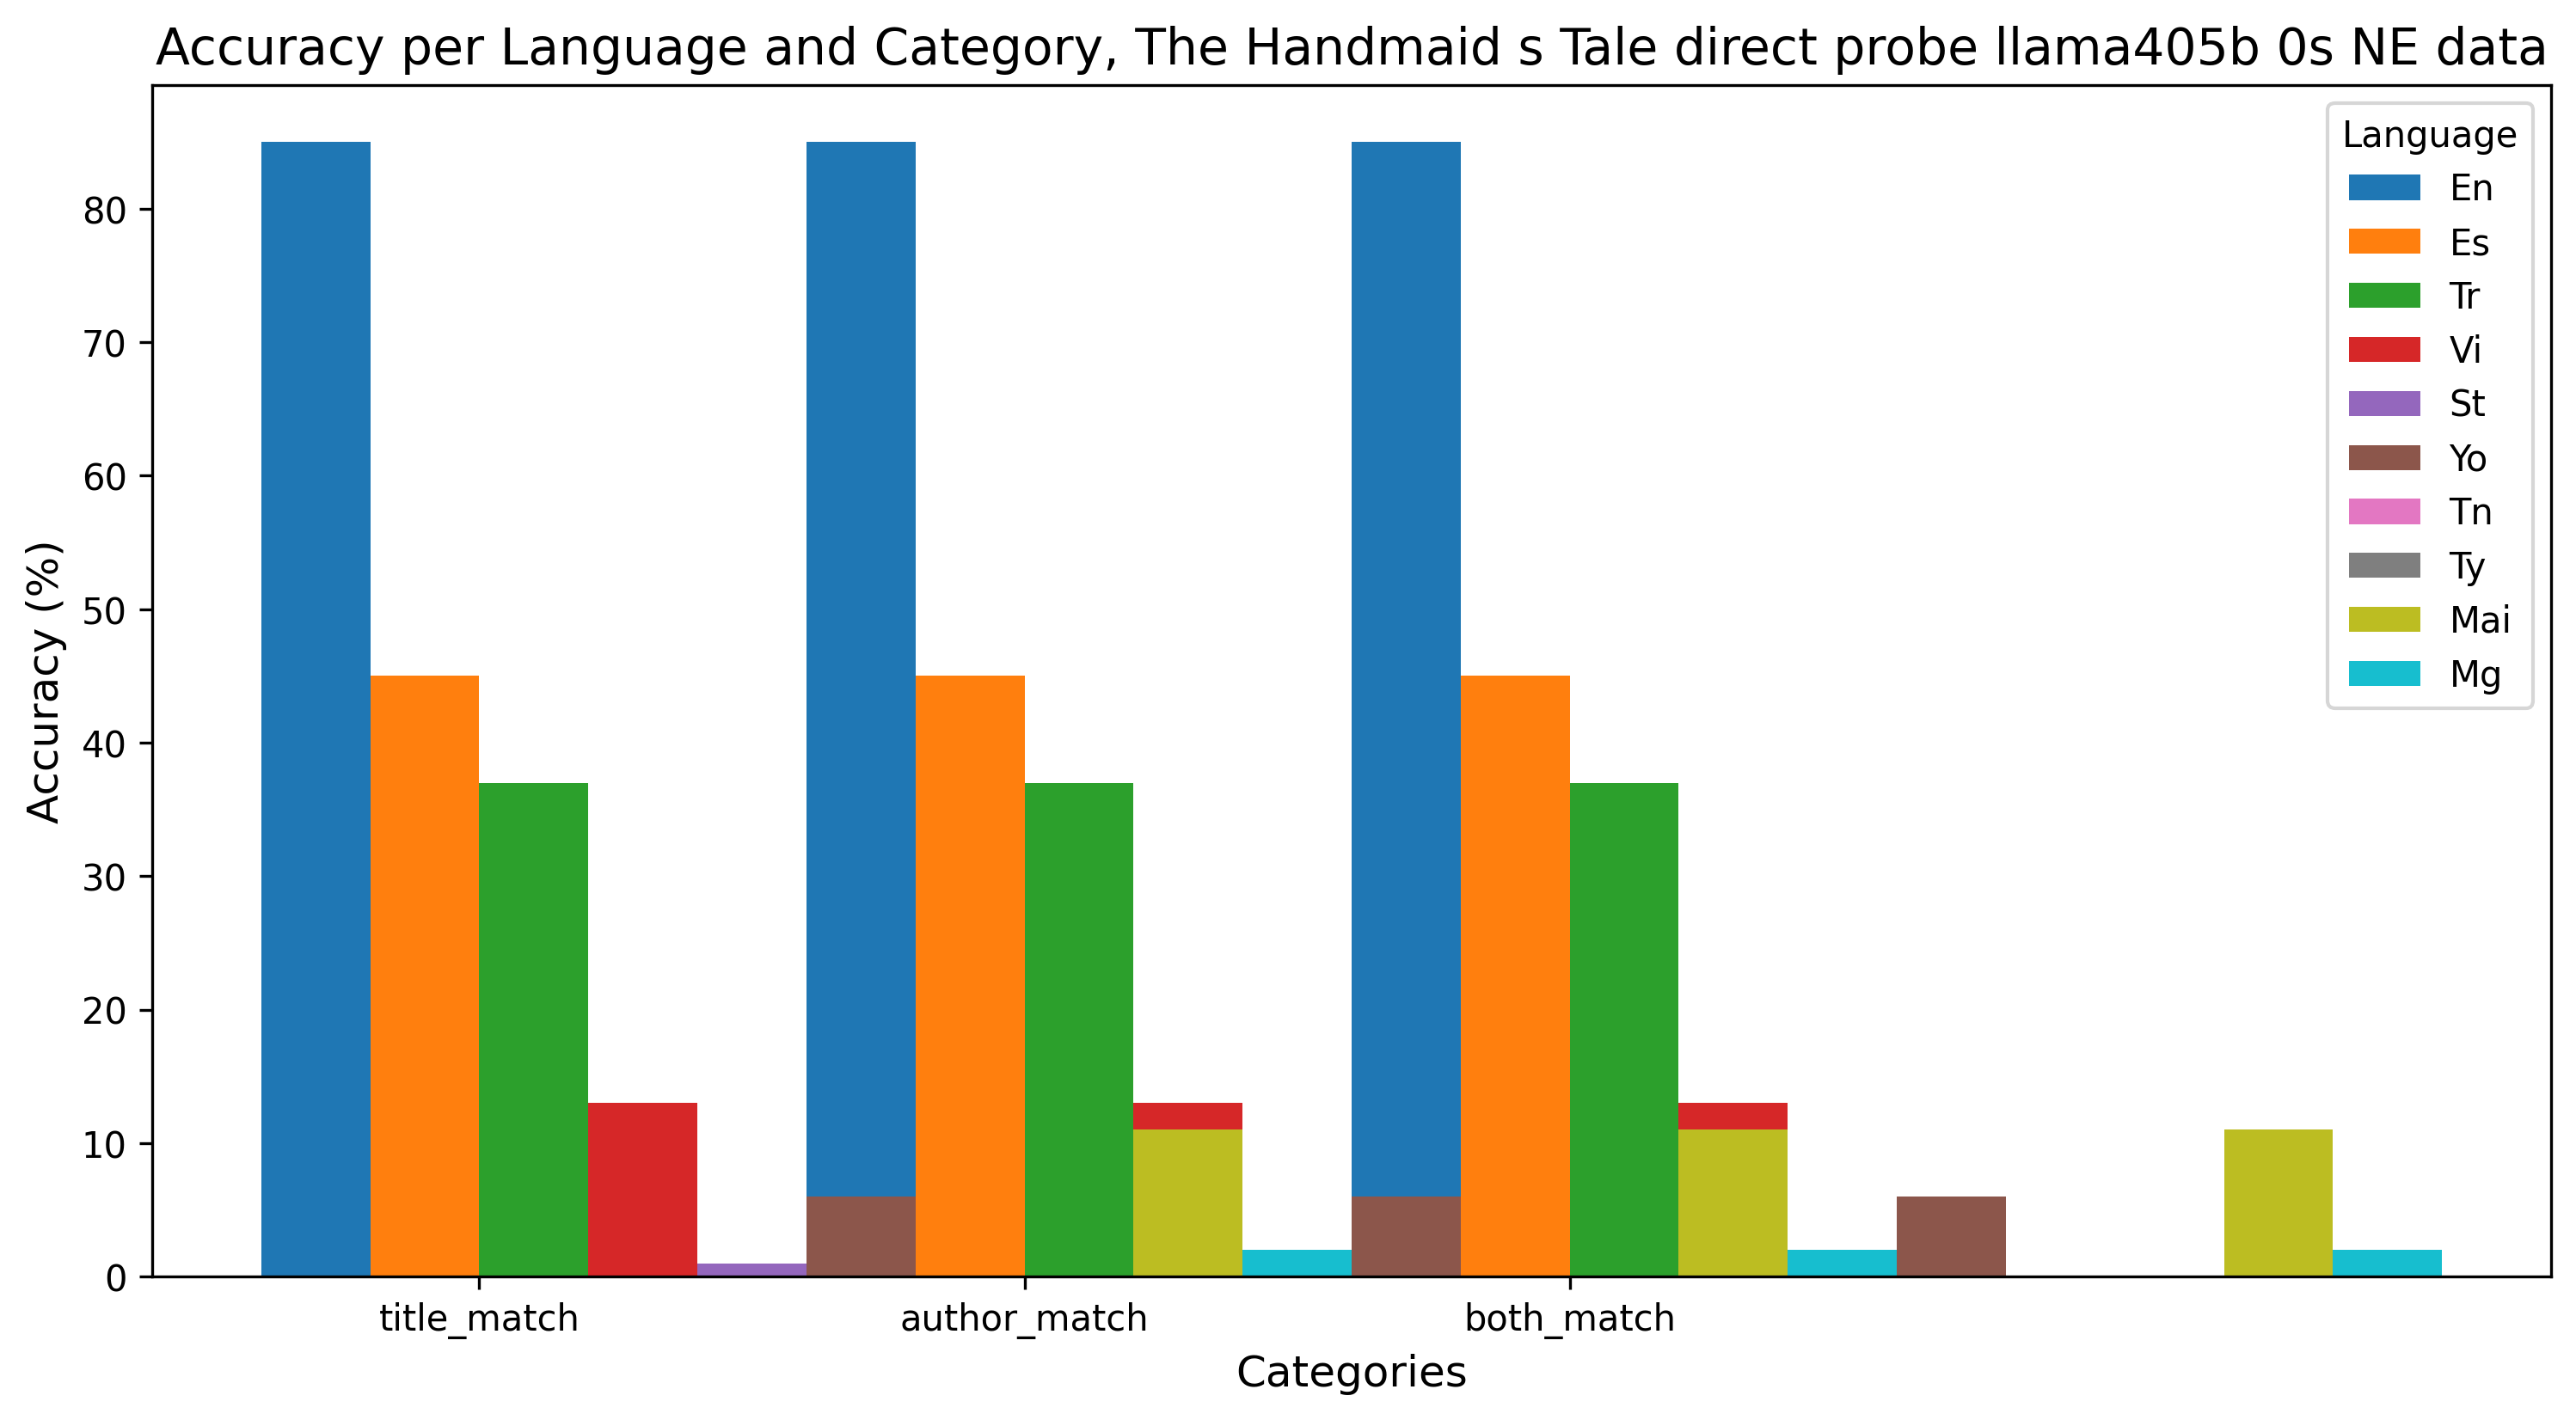 Accuracy per Language and Category, The Handmaid s Tale direct probe llama405b 0s NE data
Accuracy (%)
80
70
60
50
40
30
20
10
0
title_match
author_match
both_match
Categories
Language
En
Es
Tr
Vi
St
Yo
Tn
Ty
Mai
Mg